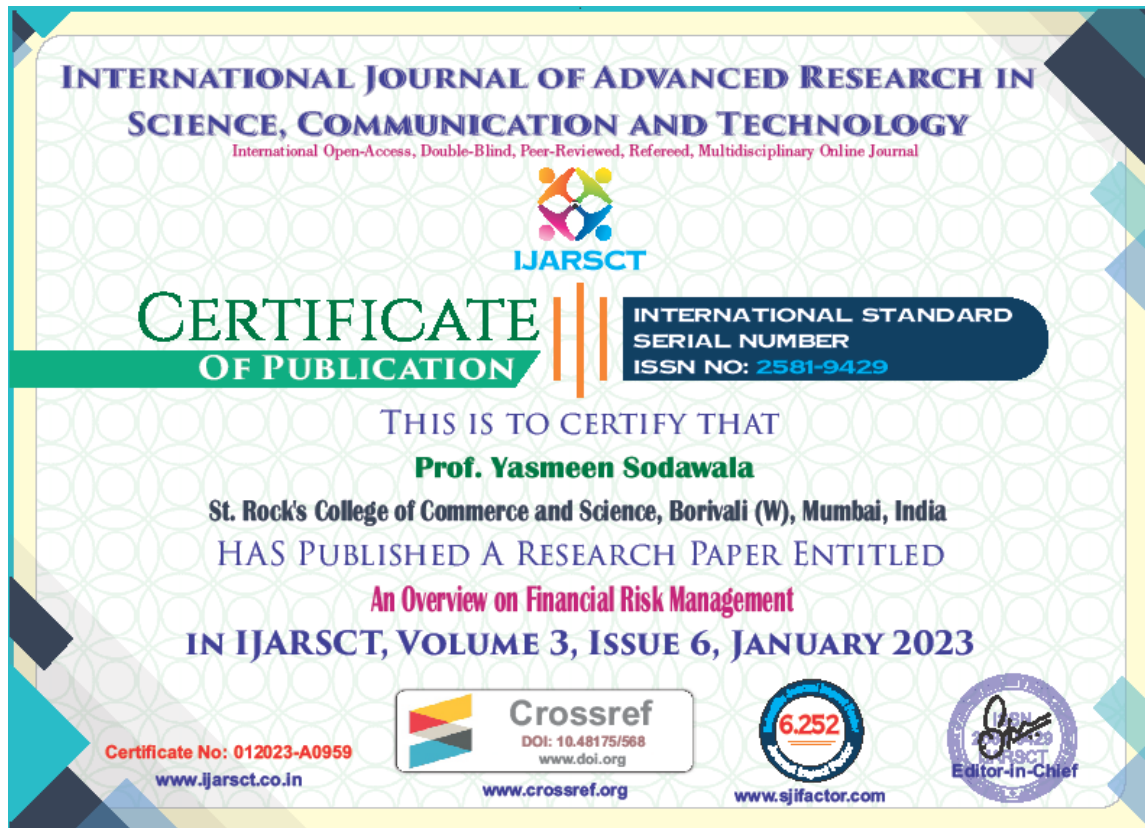 INTERNATIONAL JOURNAL OF ADVANCED RESEARCH IN
SCIENCE, COMMUNICATION AND TECHNOLOGY
International Open-Access, Double-Blind, Peer-Reviewed, Refereed, Multidisciplinary Online Journal
IJARSCT
CERTIFICATE
OF PUBLICATION
INTERNATIONAL STANDARD
SERIAL NUMBER
ISSN NO: 2581-9429
THIS IS TO CERTIFY THAT
Prof. Yasmeen Sodawala
St. Rock's College of Commerce and Science, Borivali (W), Mumbai, India
HAS PUBLISHED A RESEARCH PAPER ENTITLED
An Overview on Financial Risk Management
IN IJARSCT, VOLUME 3, ISSUE 6, JANUARY 2023
Certificate No: 012023-A0959
www.ijarsct.co.in
Crossref
DOI: 10.48175/568
www.doi.org
www.crossref.org
6.252
www.sjifactor.com
ISSN
IJARSCT
Editor-in-Chief